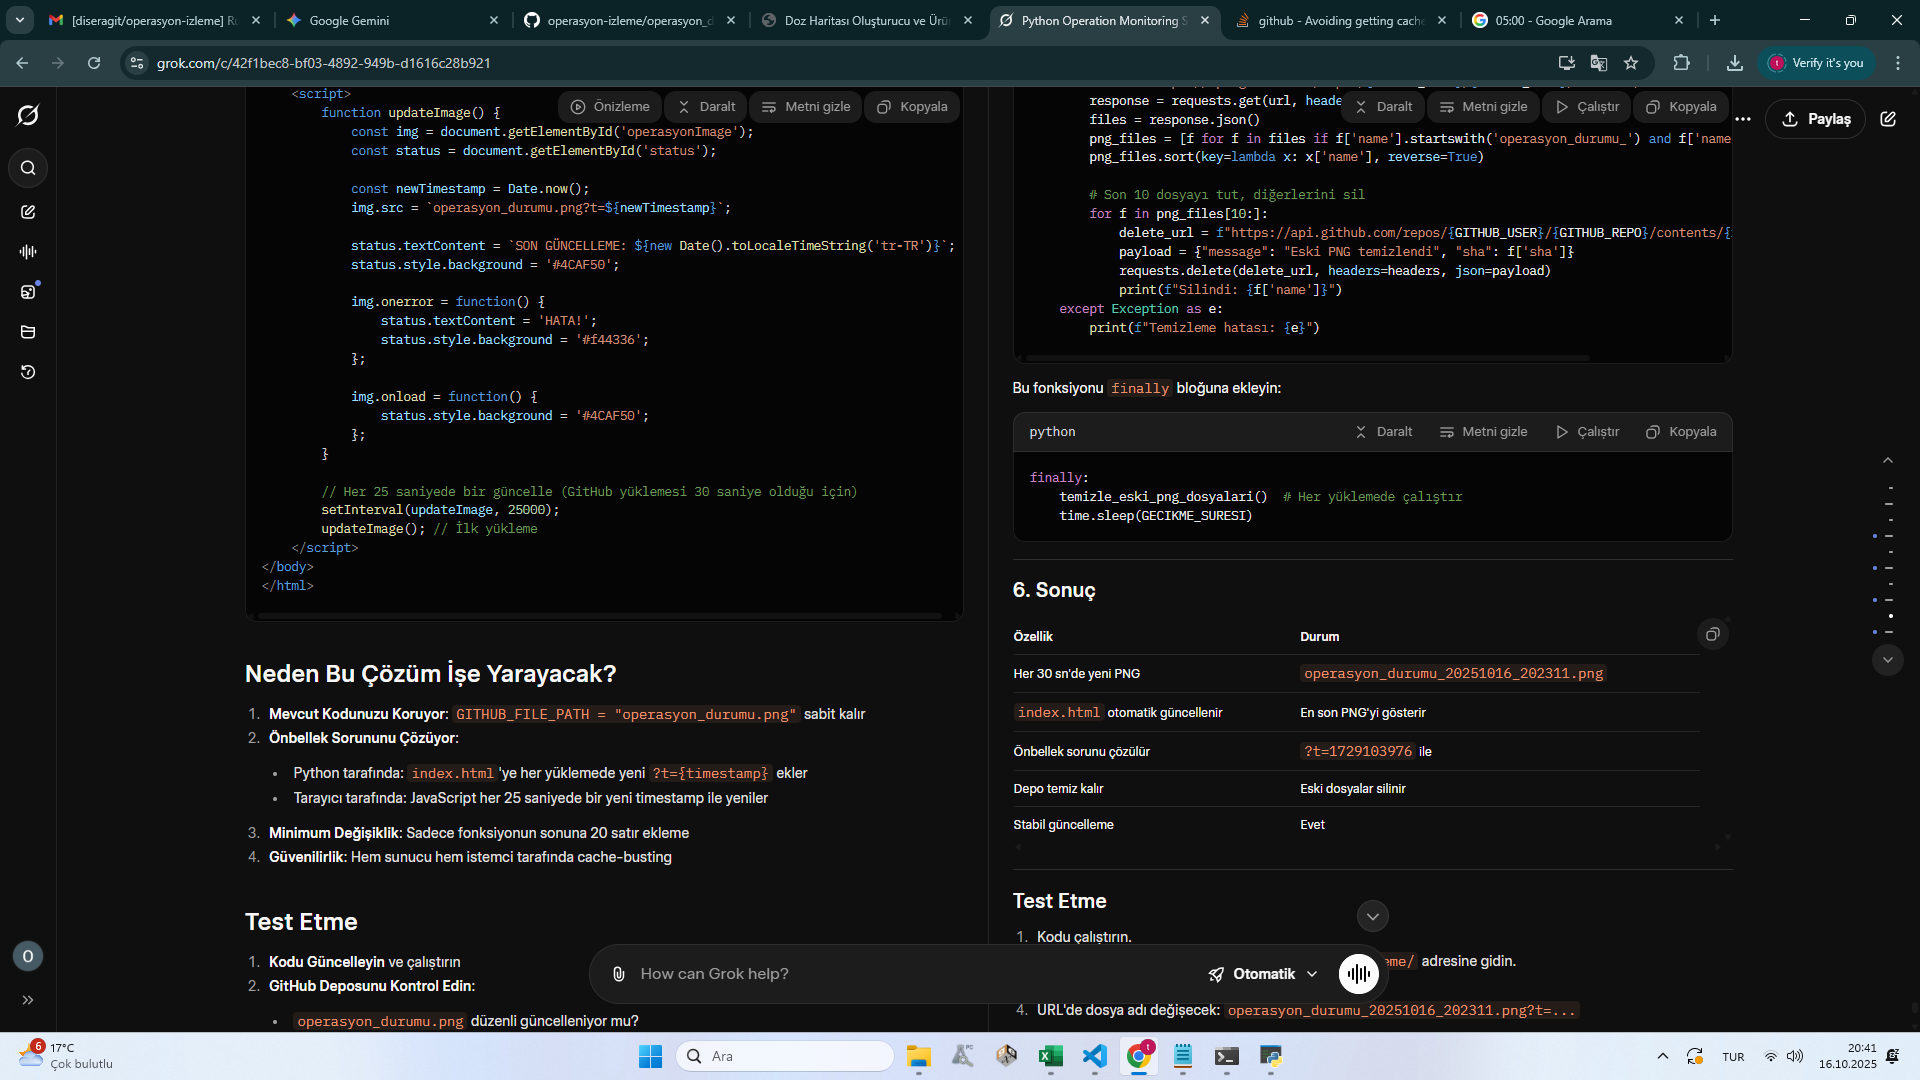 [diseragit/operasyon-izleme] Ru
Google Gemini
operasyon-izleme/operasyon_d
Doz Haritası Oluşturucu ve Ürün
Python Operation Monitoring S
github - Avoiding getting cache
05:00 - Google Arama
grok.com/c/42f1bec8-bf03-4892-949b-d1616c28b921
Verify it's you
Önizleme
Daralt
Metni gizle
Kopyala
<script>
function updateImage() {
const img = document.getElementById('operasyonImage');
const status = document.getElementById('status');
const newTimestamp = Date.now();
img.src = `operasyon_durumu.png?t=${newTimestamp}`;
status.textContent = `SON GÜNCELLEME: ${new Date().toLocaleTimeString('tr-TR')}`;
status.style.background = '#4CAF50';
img.onerror = function() {
status.textContent = 'HATA!';
status.style.background = '#f44336';
};
img.onload = function() {
status.style.background = '#4CAF50';
};
}
// Her 25 saniyede bir güncelle (GitHub yüklemesi 30 saniye olduğu için)
setInterval(updateImage, 25000);
updateImage(); // İlk yükleme
</script>
</body>
</html>
Neden Bu Çözüm İşe Yarayacak?
1. Mevcut Kodunuzu Koruyor: GITHUB_FILE_PATH = "operasyon_durumu.png" sabit kalır
2. Önbellek Sorununu Çözüyor:
• Python tarafında: index.html 'ye her yüklemede yeni ?t={timestamp} ekler
• Tarayıcı tarafında: JavaScript her 25 saniyede bir yeni timestamp ile yeniler
3. Minimum Değişiklik: Sadece fonksiyonun sonuna 20 satır ekleme
4. Güvenilirlik: Hem sunucu hem istemci tarafında cache-busting
Test Etme
1. Kodu Güncelleyin ve çalıştırın
2. GitHub Deposunu Kontrol Edin:
• operasyon_durumu.png düzenli güncelleniyor mu?
Daralt
Metni gizle
Çalıştır
Kopyala
Paylaş
response = requests.get(url, heade
files = response.json()
png_files = [f for f in files if f['name'].startswith('operasyon_durumu_') and f['name
png_files.sort(key=lambda x: x['name'], reverse=True)
# Son 10 dosyayı tut, diğerlerini sil
for f in png_files[10:]:
delete_url = f"https://api.github.com/repos/{GITHUB_USER}/{GITHUB_REPO}/contents/{
payload = {"message": "Eski PNG temizlendi", "sha": f['sha']}
requests.delete(delete_url, headers=headers, json=payload)
print(f"Silindi: {f['name']}")
except Exception as e:
print(f"Temizleme hatası: {e}")
Bu fonksiyonu finally bloğuna ekleyin:
python
Daralt
Metni gizle
Çalıştır
Kopyala
finally:
temizle_eski_png_dosyalari() # Her yüklemede çalıştır
time.sleep(GECIKME_SURESI)
6. Sonuç
Özellik Durum
Her 30 sn'de yeni PNG operasyon_durumu_20251016_202311.png
index.html otomatik güncellenir En son PNG'yi gösterir
Önbellek sorunu çözülür ?t=1729103976 ile
Depo temiz kalır Eski dosyalar silinir
Stabil güncelleme Evet
Test Etme
1. Kodu çalıştırın.
eme/ adresine gidin.
4. URL'de dosya adı değişecek: operasyon_durumu_20251016_202311.png?t=...
How can Grok help?
Otomatik
O
6
17°C
Çok bulutlu
Ara
TUR
20:41
16.10.2025